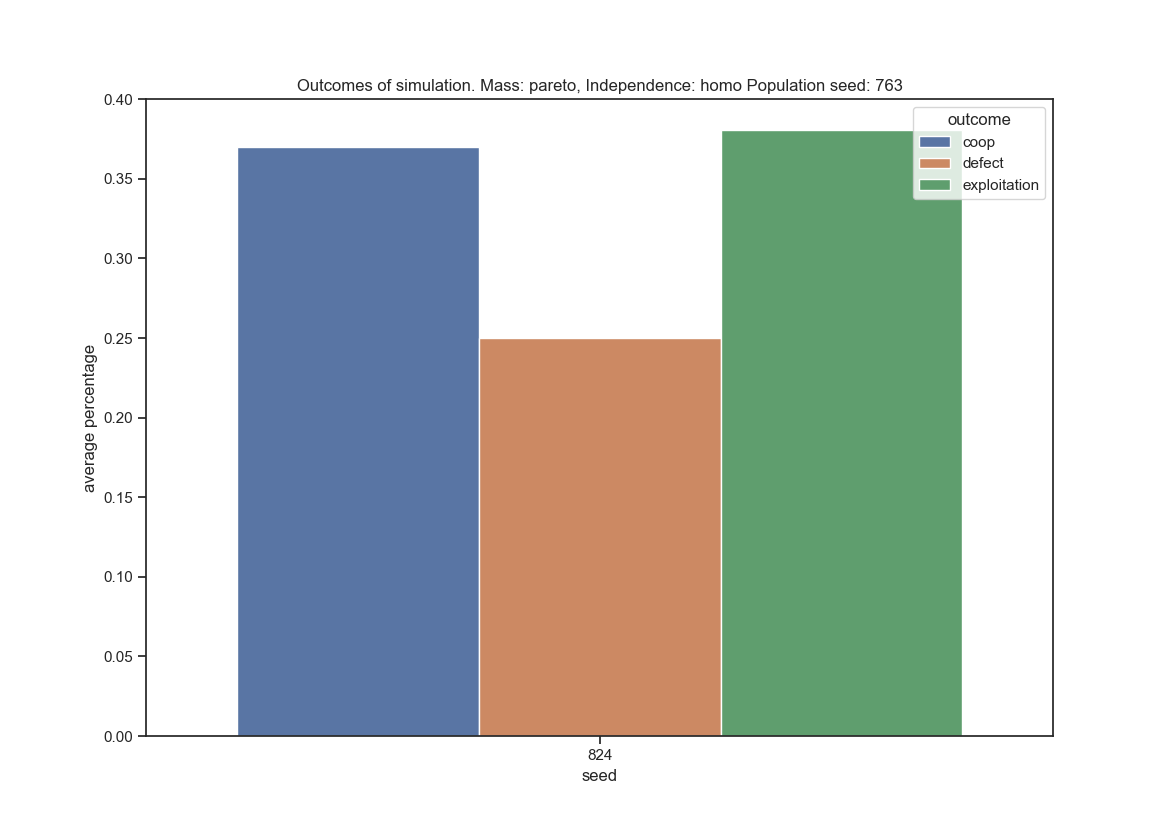 Outcomes of simulation. Mass: pareto, Independence: homo Population seed: 763
outcome
coop
defect
exploitation
average percentage
0.40
0.35
0.30
0.25
0.20
0.15
0.10
0.05
0.00
824
seed